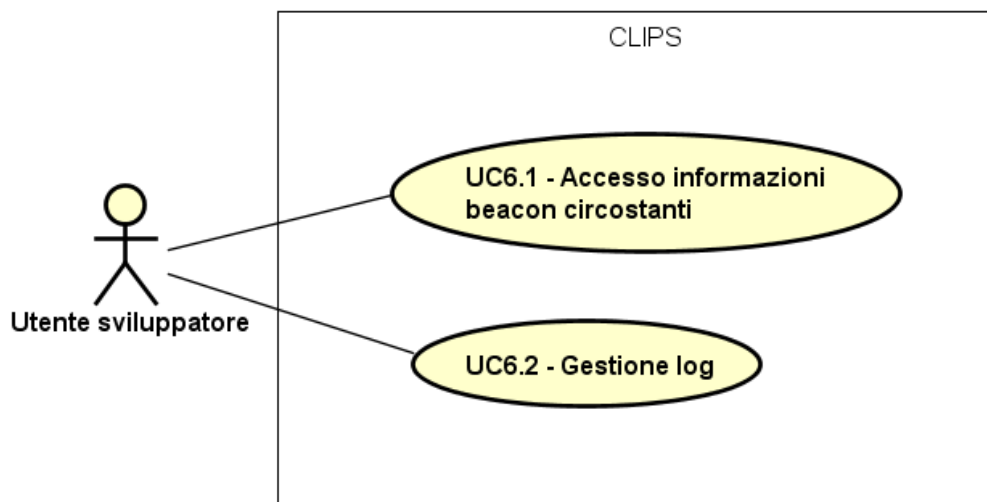 CLIPS
UC6.1 - Accesso informazioni
beacon circostanti
Utente sviluppatore
UC6.2 - Gestione log